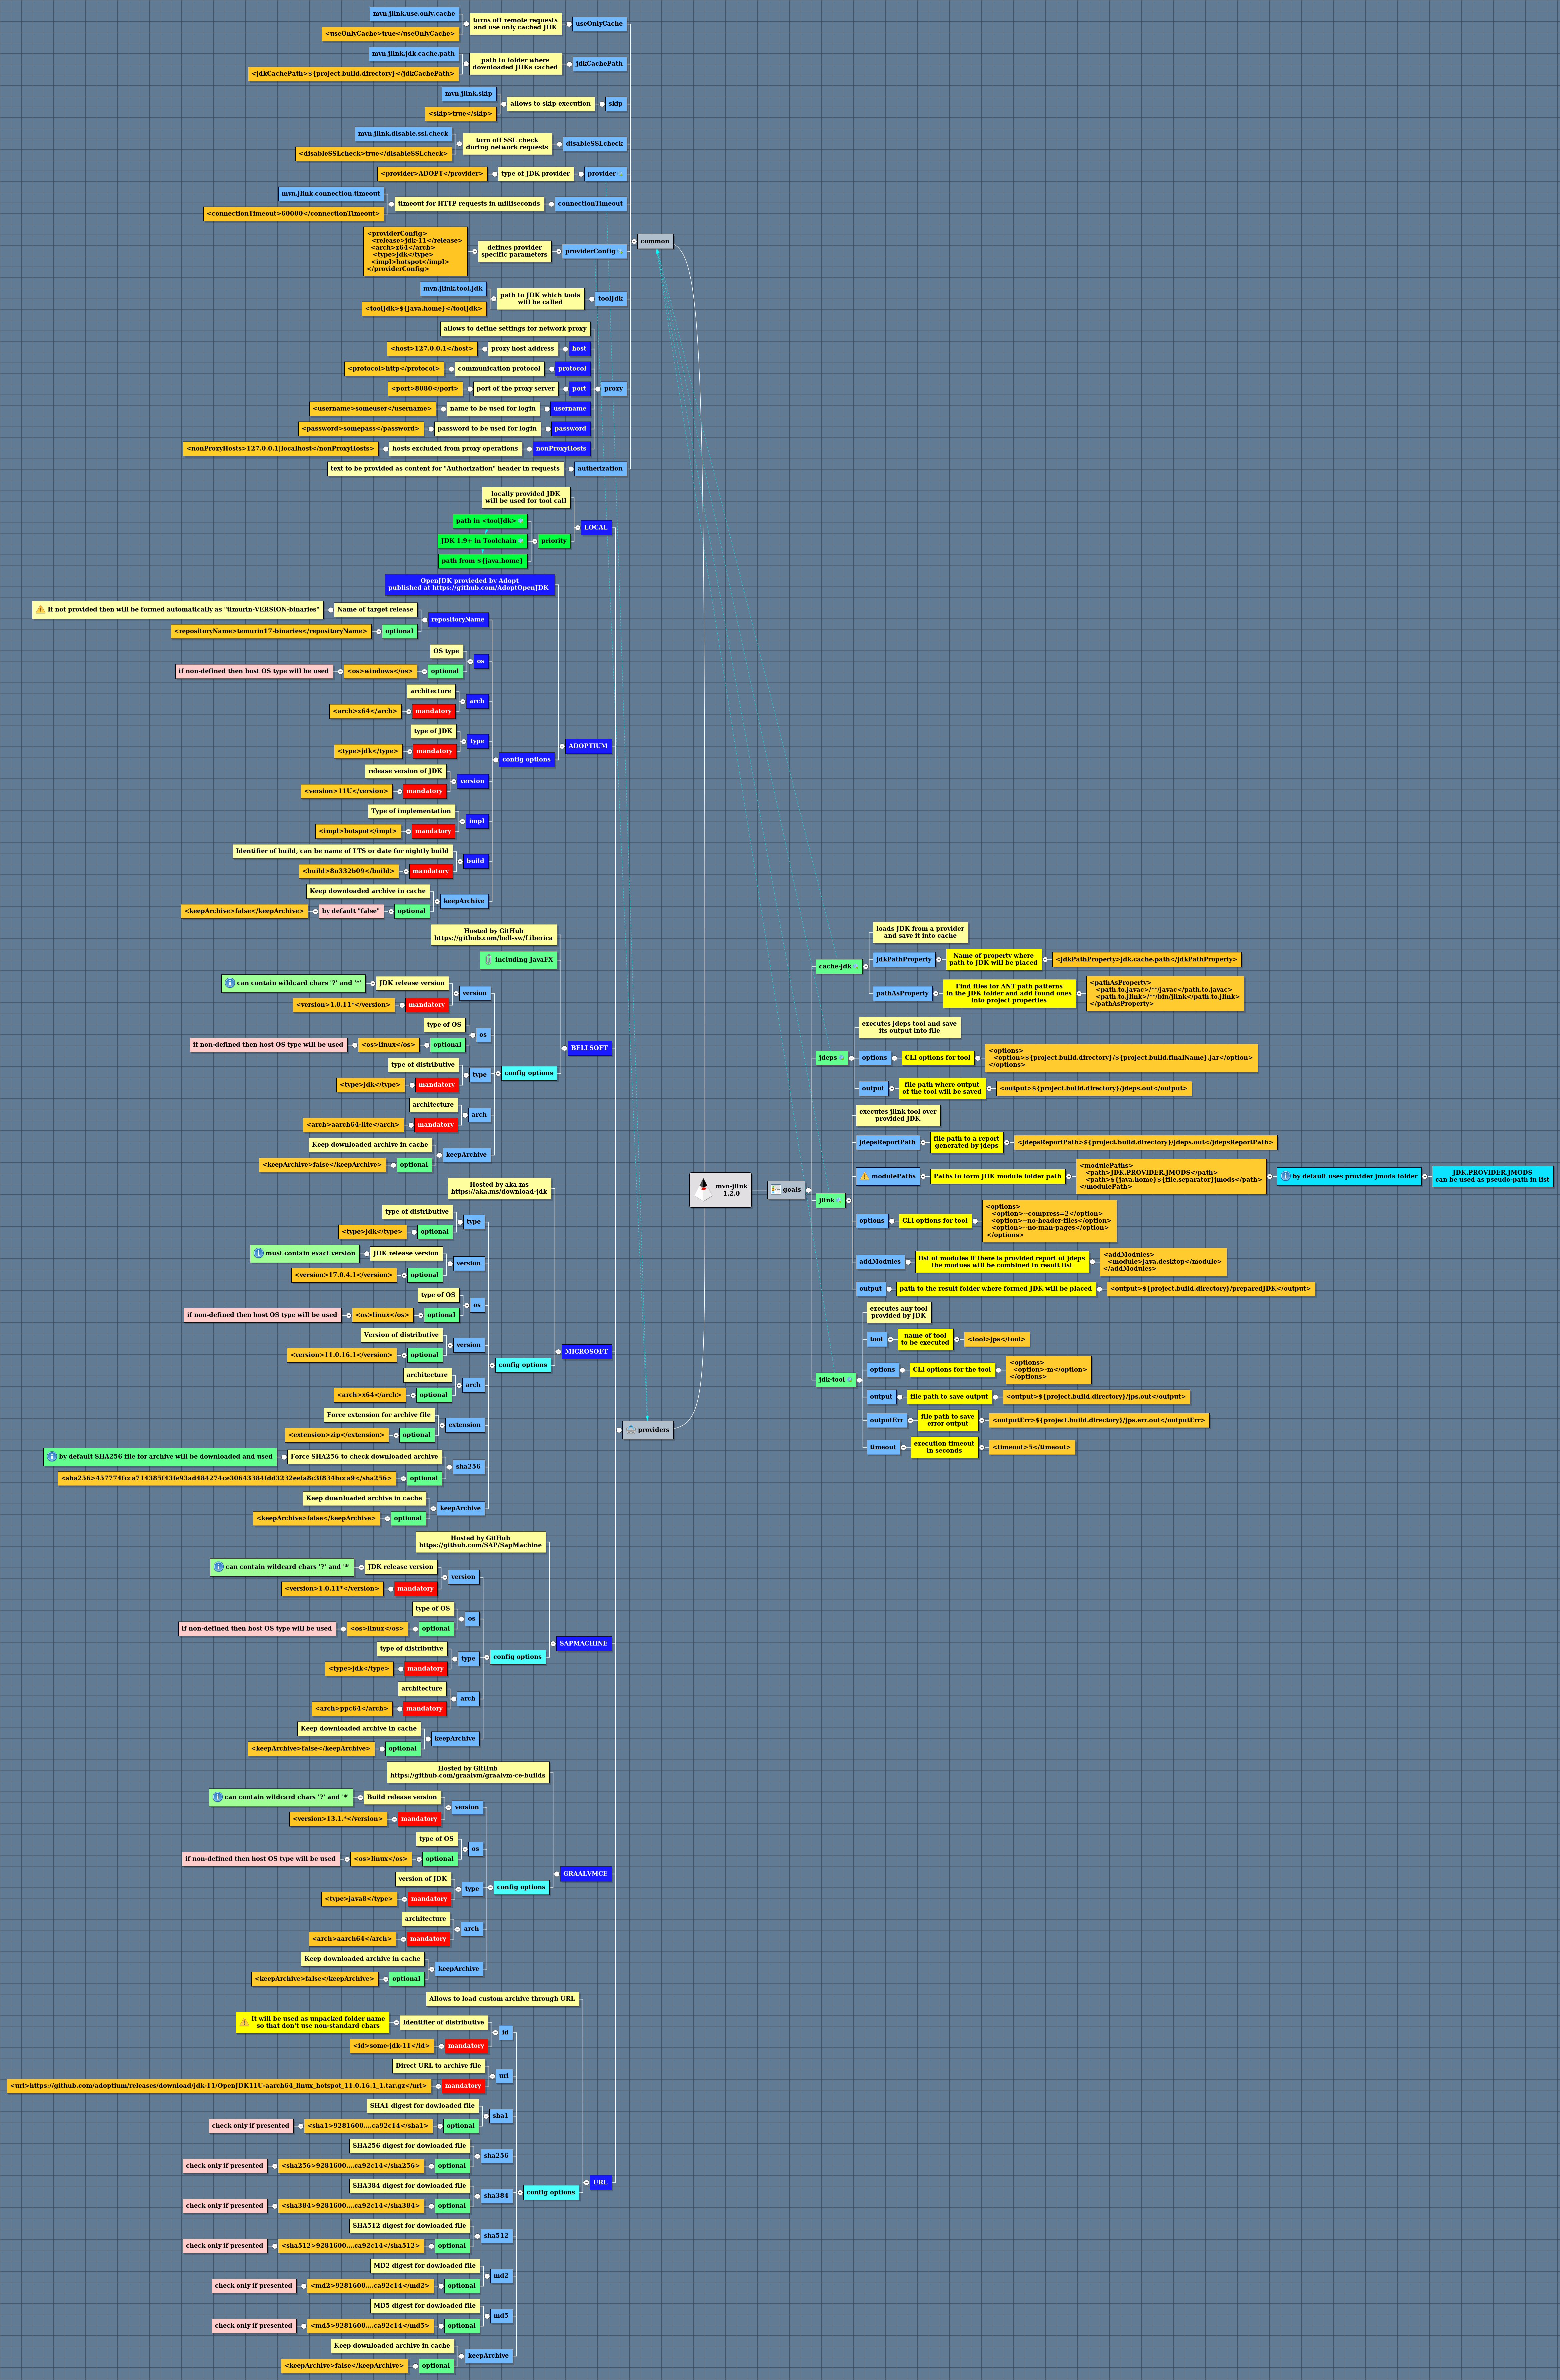 mvn.jlink.use.only.cache
<useOnlyCache>true</useOnlyCache>
turns off remote requests
and use only cached JDK
useOnlyCache
mvn.jlink.jdk.cache.path
<jdkCachePath>${project.build.directory}</jdkCachePath>
path to folder where
downloaded JDKs cached
jdkCachePath
mvn.jlink.skip
<skip>true</skip>
allows to skip execution
skip
mvn.jlink.disable.ssl.check
<disableSSLcheck>true</disableSSLcheck>
turn off SSL check
during network requests
disableSSLcheck
<provider>ADOPT</provider>
type of JDK provider
provider
mvn.jlink.connection.timeout
<connectionTimeout>60000</connectionTimeout>
timeout for HTTP requests in milliseconds
connectionTimeout
<providerConfig>
<release>jdk-11</release>
<arch>x64</arch>
<type>jdk</type>
<impl>hotspot</impl>
</providerConfig>
defines provider
specific parameters
providerConfig
common
mvn.jlink.tool.jdk
<toolJdk>${java.home}</toolJdk>
path to JDK which tools
will be called
toolJdk
allows to define settings for network proxy
<host>127.0.0.1</host>
proxy host address
host
<protocol>http</protocol>
communication protocol
protocol
<port>8080</port>
port of the proxy server
port
proxy
<username>someuser</username>
name to be used for login
username
<password>somepass</password>
password to be used for login
password
<nonProxyHosts>127.0.0.1|localhost</nonProxyHosts>
hosts excluded from proxy operations
nonProxyHosts
text to be provided as content for "Authorization" header in requests
autherization
locally provided JDK
will be used for tool call
LOCAL
path in <toolJdk>
JDK 1.9+ in Toolchain
priority
path from ${java.home}
OpenJDK provieded by Adopt
published at https://github.com/AdoptOpenJDK
If not provided then will be formed automatically as "timurin-VERSION-binaries"
Name of target release
repositoryName
<repositoryName>temurin17-binaries</repositoryName>
optional
OS type
os
if non-defined then host OS type will be used
<os>windows</os>
optional
architecture
arch
<arch>x64</arch>
mandatory
type of JDK
type
<type>jdk</type>
mandatory
config options
ADOPTIUM
release version of JDK
version
<version>11U</version>
mandatory
Type of implementation
impl
<impl>hotspot</impl>
mandatory
Identifier of build, can be name of LTS or date for nightly build
build
<build>8u332b09</build>
mandatory
Keep downloaded archive in cache
keepArchive
<keepArchive>false</keepArchive>
by default "false"
optional
Hosted by GitHub
https://github.com/bell-sw/Liberica
including JavaFX
can contain wildcard chars '?' and '*'
JDK release version
version
<version>1.0.11*</version>
mandatory
type of OS
os
if non-defined then host OS type will be used
<os>linux</os>
optional
BELLSOFT
type of distributive
type
config options
<type>jdk</type>
mandatory
architecture
arch
<arch>aarch64-lite</arch>
mandatory
Keep downloaded archive in cache
keepArchive
<keepArchive>false</keepArchive>
optional
Hosted by aka.ms
https://aka.ms/download-jdk
type of distributive
type
<type>jdk</type>
optional
must contain exact version
JDK release version
version
<version>17.0.4.1</version>
optional
type of OS
os
if non-defined then host OS type will be used
<os>linux</os>
optional
Version of distributive
version
<version>11.0.16.1</version>
optional
MICROSOFT
config options
architecture
arch
<arch>x64</arch>
optional
Force extension for archive file
extension
<extension>zip</extension>
optional
providers
by default SHA256 file for archive will be downloaded and used
Force SHA256 to check downloaded archive
sha256
<sha256>457774fcca714385f43fe93ad484274ce30643384fdd3232eefa8c3f834bcca9</sha256>
optional
Keep downloaded archive in cache
keepArchive
<keepArchive>false</keepArchive>
optional
Hosted by GitHub
https://github.com/SAP/SapMachine
can contain wildcard chars '?' and '*'
JDK release version
version
<version>1.0.11*</version>
mandatory
type of OS
os
if non-defined then host OS type will be used
<os>linux</os>
optional
SAPMACHINE
type of distributive
type
config options
<type>jdk</type>
mandatory
architecture
arch
<arch>ppc64</arch>
mandatory
Keep downloaded archive in cache
keepArchive
<keepArchive>false</keepArchive>
optional
Hosted by GitHub
https://github.com/graalvm/graalvm-ce-builds
can contain wildcard chars '?' and '*'
Build release version
version
<version>13.1.*</version>
mandatory
type of OS
os
if non-defined then host OS type will be used
<os>linux</os>
optional
GRAALVMCE
version of JDK
type
config options
<type>java8</type>
mandatory
architecture
arch
<arch>aarch64</arch>
mandatory
Keep downloaded archive in cache
keepArchive
<keepArchive>false</keepArchive>
optional
Allows to load custom archive through URL
It will be used as unpacked folder name
so that don't use non-standard chars
Identifier of distributive
id
<id>some-jdk-11</id>
mandatory
Direct URL to archive file
url
<url>https://github.com/adoptium/releases/download/jdk-11/OpenJDK11U-aarch64_linux_hotspot_11.0.16.1_1.tar.gz</url>
mandatory
SHA1 digest for dowloaded file
sha1
check only if presented
<sha1>9281600....ca92c14</sha1>
optional
SHA256 digest for dowloaded file
sha256
check only if presented
<sha256>9281600....ca92c14</sha256>
optional
URL
config options
SHA384 digest for dowloaded file
sha384
check only if presented
<sha384>9281600....ca92c14</sha384>
optional
SHA512 digest for dowloaded file
sha512
check only if presented
<sha512>9281600....ca92c14</sha512>
optional
MD2 digest for dowloaded file
md2
check only if presented
<md2>9281600....ca92c14</md2>
optional
MD5 digest for dowloaded file
md5
check only if presented
<md5>9281600....ca92c14</md5>
optional
Keep downloaded archive in cache
keepArchive
<keepArchive>false</keepArchive>
optional
mvn-jlink
1.2.0
goals
cache-jdk
loads JDK from a provider
and save it into cache
jdkPathProperty
Name of property where
path to JDK will be placed
<jdkPathProperty>jdk.cache.path</jdkPathProperty>
pathAsProperty
Find files for ANT path patterns
in the JDK folder and add found ones
into project properties
<pathAsProperty>
<path.to.javac>/**/javac</path.to.javac>
<path.to.jlink>/**/bin/jlink</path.to.jlink>
</pathAsProperty>
jdeps
executes jdeps tool and save
its output into file
options
CLI options for tool
<options>
<option>${project.build.directory}/${project.build.finalName}.jar</option>
</options>
output
file path where output
of the tool will be saved
<output>${project.build.directory}/jdeps.out</output>
jlink
executes jlink tool over
provided JDK
jdepsReportPath
file path to a report
generated by jdeps
<jdepsReportPath>${project.build.directory}/jdeps.out</jdepsReportPath>
modulePaths
Paths to form JDK module folder path
<modulePaths>
<path>JDK.PROVIDER.JMODS</path>
<path>${java.home}${file.separator}jmods</path>
</modulePath>
by default uses provider jmods folder
JDK.PROVIDER.JMODS
can be used as pseudo-path in list
options
CLI options for tool
<options>
<option>--compress=2</option>
<option>--no-header-files</option>
<option>--no-man-pages</option>
</options>
addModules
list of modules if there is provided report of jdeps
the modues will be combined in result list
<addModules>
<module>java.desktop</module>
</addModules>
output
path to the result folder where formed JDK will be placed
<output>${project.build.directory}/preparedJDK</output>
jdk-tool
executes any tool
provided by JDK
tool
name of tool
to be executed
<tool>jps</tool>
options
CLI options for the tool
<options>
<option>-m</option>
</options>
output
file path to save output
<output>${project.build.directory}/jps.out</output>
outputErr
file path to save
error output
<outputErr>${project.build.directory}/jps.err.out</outputErr>
timeout
execution timeout
in seconds
<timeout>5</timeout>